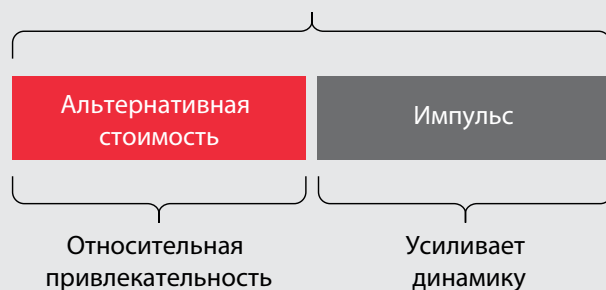 Альтернативная
стоимость
Импульс
Относительная
привлекательность
Усиливает
динамику